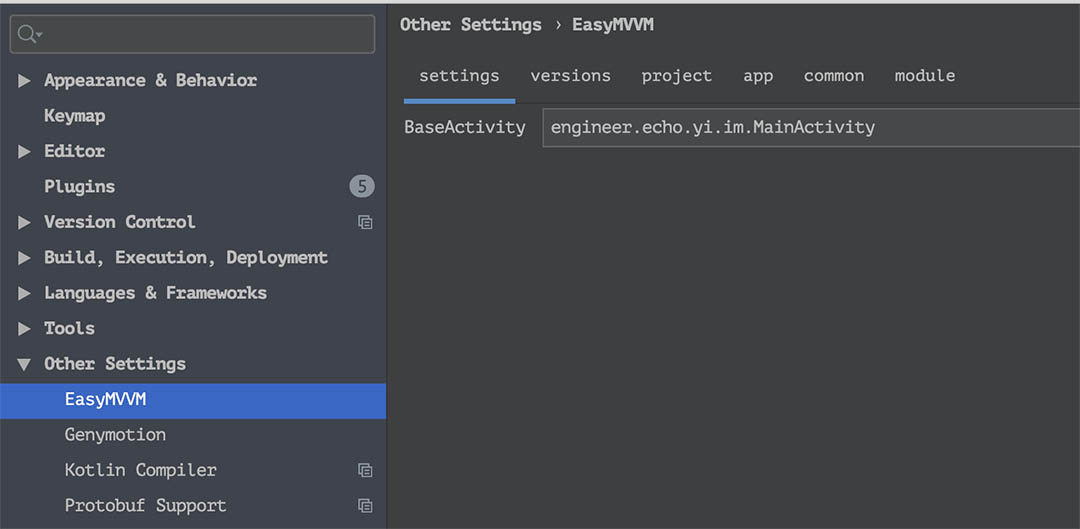 Other Settings › EasyMVVM
Appearance & Behavior
Keymap
Editor
Plugins 5
Version Control
Build, Execution, Deployment
Languages & Frameworks
Tools
Other Settings
EasyMVVM
Genymotion
Kotlin Compiler
Protobuf Support
settings versions project app common module
BaseActivity engineer.echo.yi.im.MainActivity